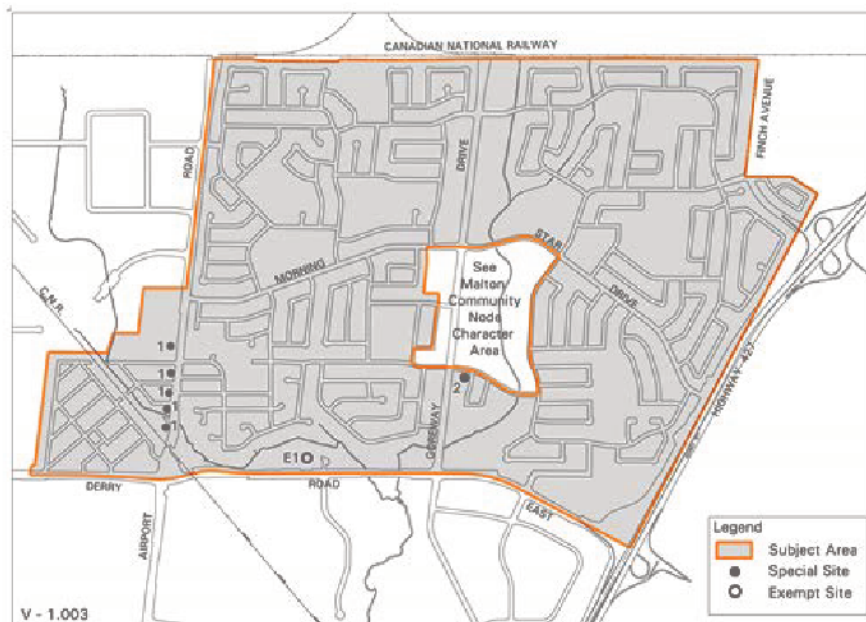 CANADIAN NATIONAL RAILWAY
FINCH AVENUE
ROAD
DRIVE
STAR
MORNING
DRIVE
See
Malton
Community
Node
Character
Area
C.N.R.
HIGHWAY 427
1
1
1
1
1
2
GOREWAY
E1
DERRY
ROAD
EAST
AIRPORT
Legend
Subject Area
Special Site
Exempt Site
V - 1.003